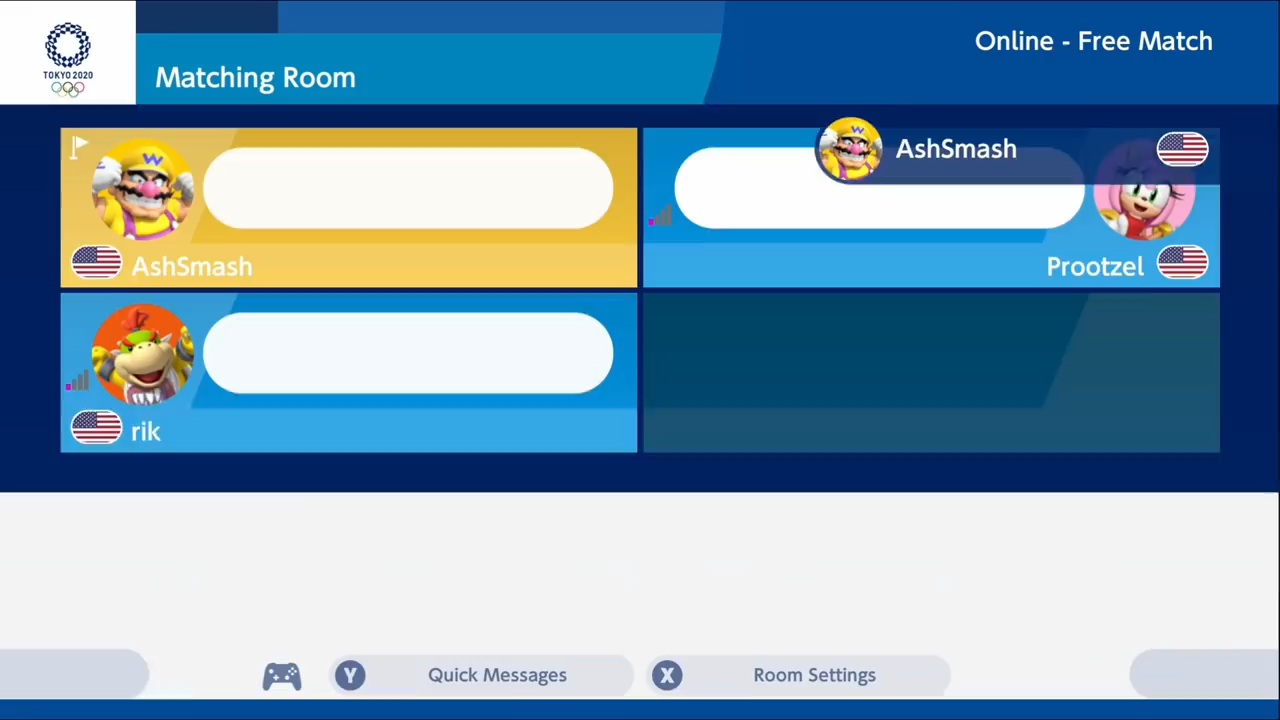 TOKYO 2020
Matching Room
Online - Free Match
W
AshSmash
W
AshSmash
Prootzel
rik
Y
Quick Messages
X
Room Settings